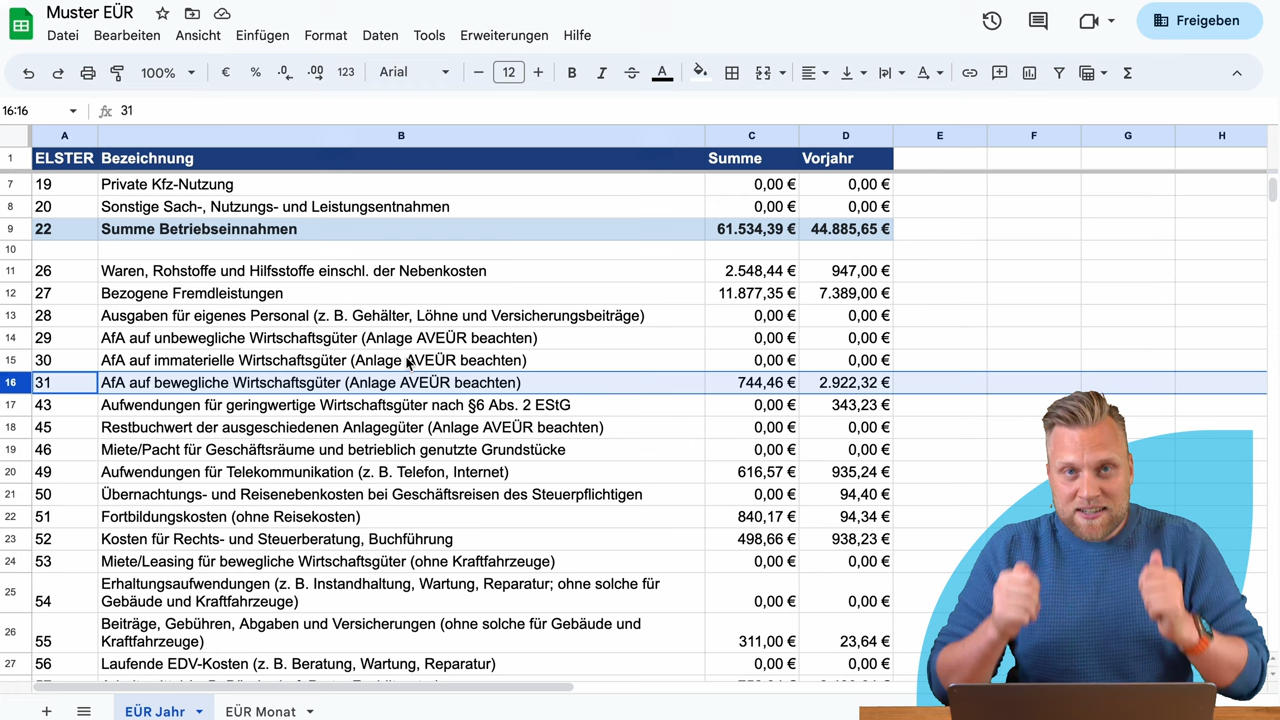 Muster EÜR
Datei Bearbeiten Ansicht Einfügen Format Daten Tools Erweiterungen Hilfe
Freigeben
100% € % .0 .00 123 Arial 12 B I A Σ
16:16 fx 31
A B C D E F G H
1 ELSTER Bezeichnung Summe Vorjahr
7 19 Private Kfz-Nutzung 0,00 € 0,00 €
8 20 Sonstige Sach-, Nutzungs- und Leistungsentnahmen 0,00 € 0,00 €
9 22 Summe Betriebseinnahmen 61.534,39 € 44.885,65 €
10
11 26 Waren, Rohstoffe und Hilfsstoffe einschl. der Nebenkosten 2.548,44 € 947,00 €
12 27 Bezogene Fremdleistungen 11.877,35 € 7.389,00 €
13 28 Ausgaben für eigenes Personal (z. B. Gehälter, Löhne und Versicherungsbeiträge) 0,00 € 0,00 €
14 29 AfA auf unbewegliche Wirtschaftsgüter (Anlage AVEÜR beachten) 0,00 € 0,00 €
15 30 AfA auf immaterielle Wirtschaftsgüter (Anlage AVEÜR beachten) 0,00 € 0,00 €
16 31 AfA auf bewegliche Wirtschaftsgüter (Anlage AVEÜR beachten) 744,46 € 2.922,32 €
17 43 Aufwendungen für geringwertige Wirtschaftsgüter nach §6 Abs. 2 EStG 0,00 € 343,23 €
18 45 Restbuchwert der ausgeschiedenen Anlagegüter (Anlage AVEÜR beachten) 0,00 € 0,00 €
19 46 Miete/Pacht für Geschäftsräume und betrieblich genutzte Grundstücke 0,00 € 0,00 €
20 49 Aufwendungen für Telekommunikation (z. B. Telefon, Internet) 616,57 € 935,24 €
21 50 Übernachtungs- und Reisenebenkosten bei Geschäftsreisen des Steuerpflichtigen 0,00 € 94,40 €
22 51 Fortbildungskosten (ohne Reisekosten) 840,17 € 94,34 €
23 52 Kosten für Rechts- und Steuerberatung, Buchführung 498,66 € 938,23 €
24 53 Miete/Leasing für bewegliche Wirtschaftsgüter (ohne Kraftfahrzeuge) 0,00 € 0,00 €
Erhaltungsaufwendungen (z. B. Instandhaltung, Wartung, Reparatur; ohne solche für
25 54 Gebäude und Kraftfahrzeuge) 0,00 € 0,00 €
Beiträge, Gebühren, Abgaben und Versicherungen (ohne solche für Gebäude und
26 55 Kraftfahrzeuge) 311,00 € 23,64 €
27 56 Laufende EDV-Kosten (z. B. Beratung, Wartung, Reparatur) 0,00 € 0,00 €
EÜR Jahr EÜR Monat